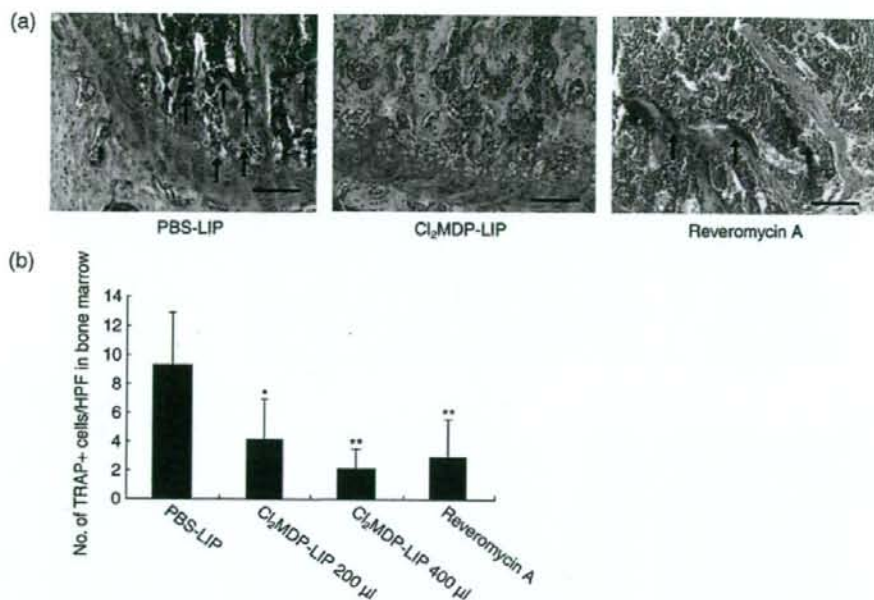 (a)
PBS-LIP
Cl₂MDP-LIP
Reveromycin A
(b)
No. of TRAP+ cells/HPF in bone marrow
14
12
10
8
6
4
2
0
*
**
**
PBS-LIP
Cl₂MDP-LIP 200 µl
Cl₂MDP-LIP 400 µl
Reveromycin A